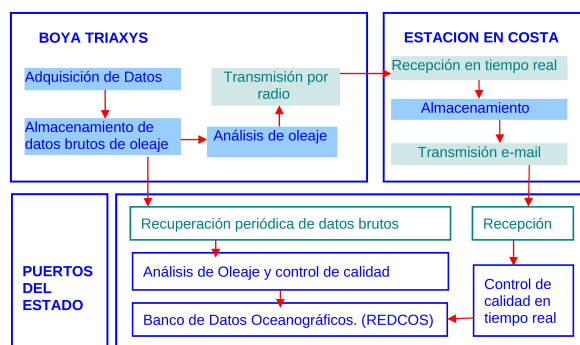 BOYA TRIAXYS
Adquisición de Datos
Almacenamiento de
datos brutos de oleaje
Transmisión por
radio
Análisis de oleaje
ESTACION EN COSTA
Recepción en tiempo real
Almacenamiento
Transmisión e-mail
PUERTOS
DEL
ESTADO
Recuperación periódica de datos brutos
Análisis de Oleaje y control de calidad
Banco de Datos Oceanográficos. (REDCOS)
Recepción
Control de
calidad en
tiempo real